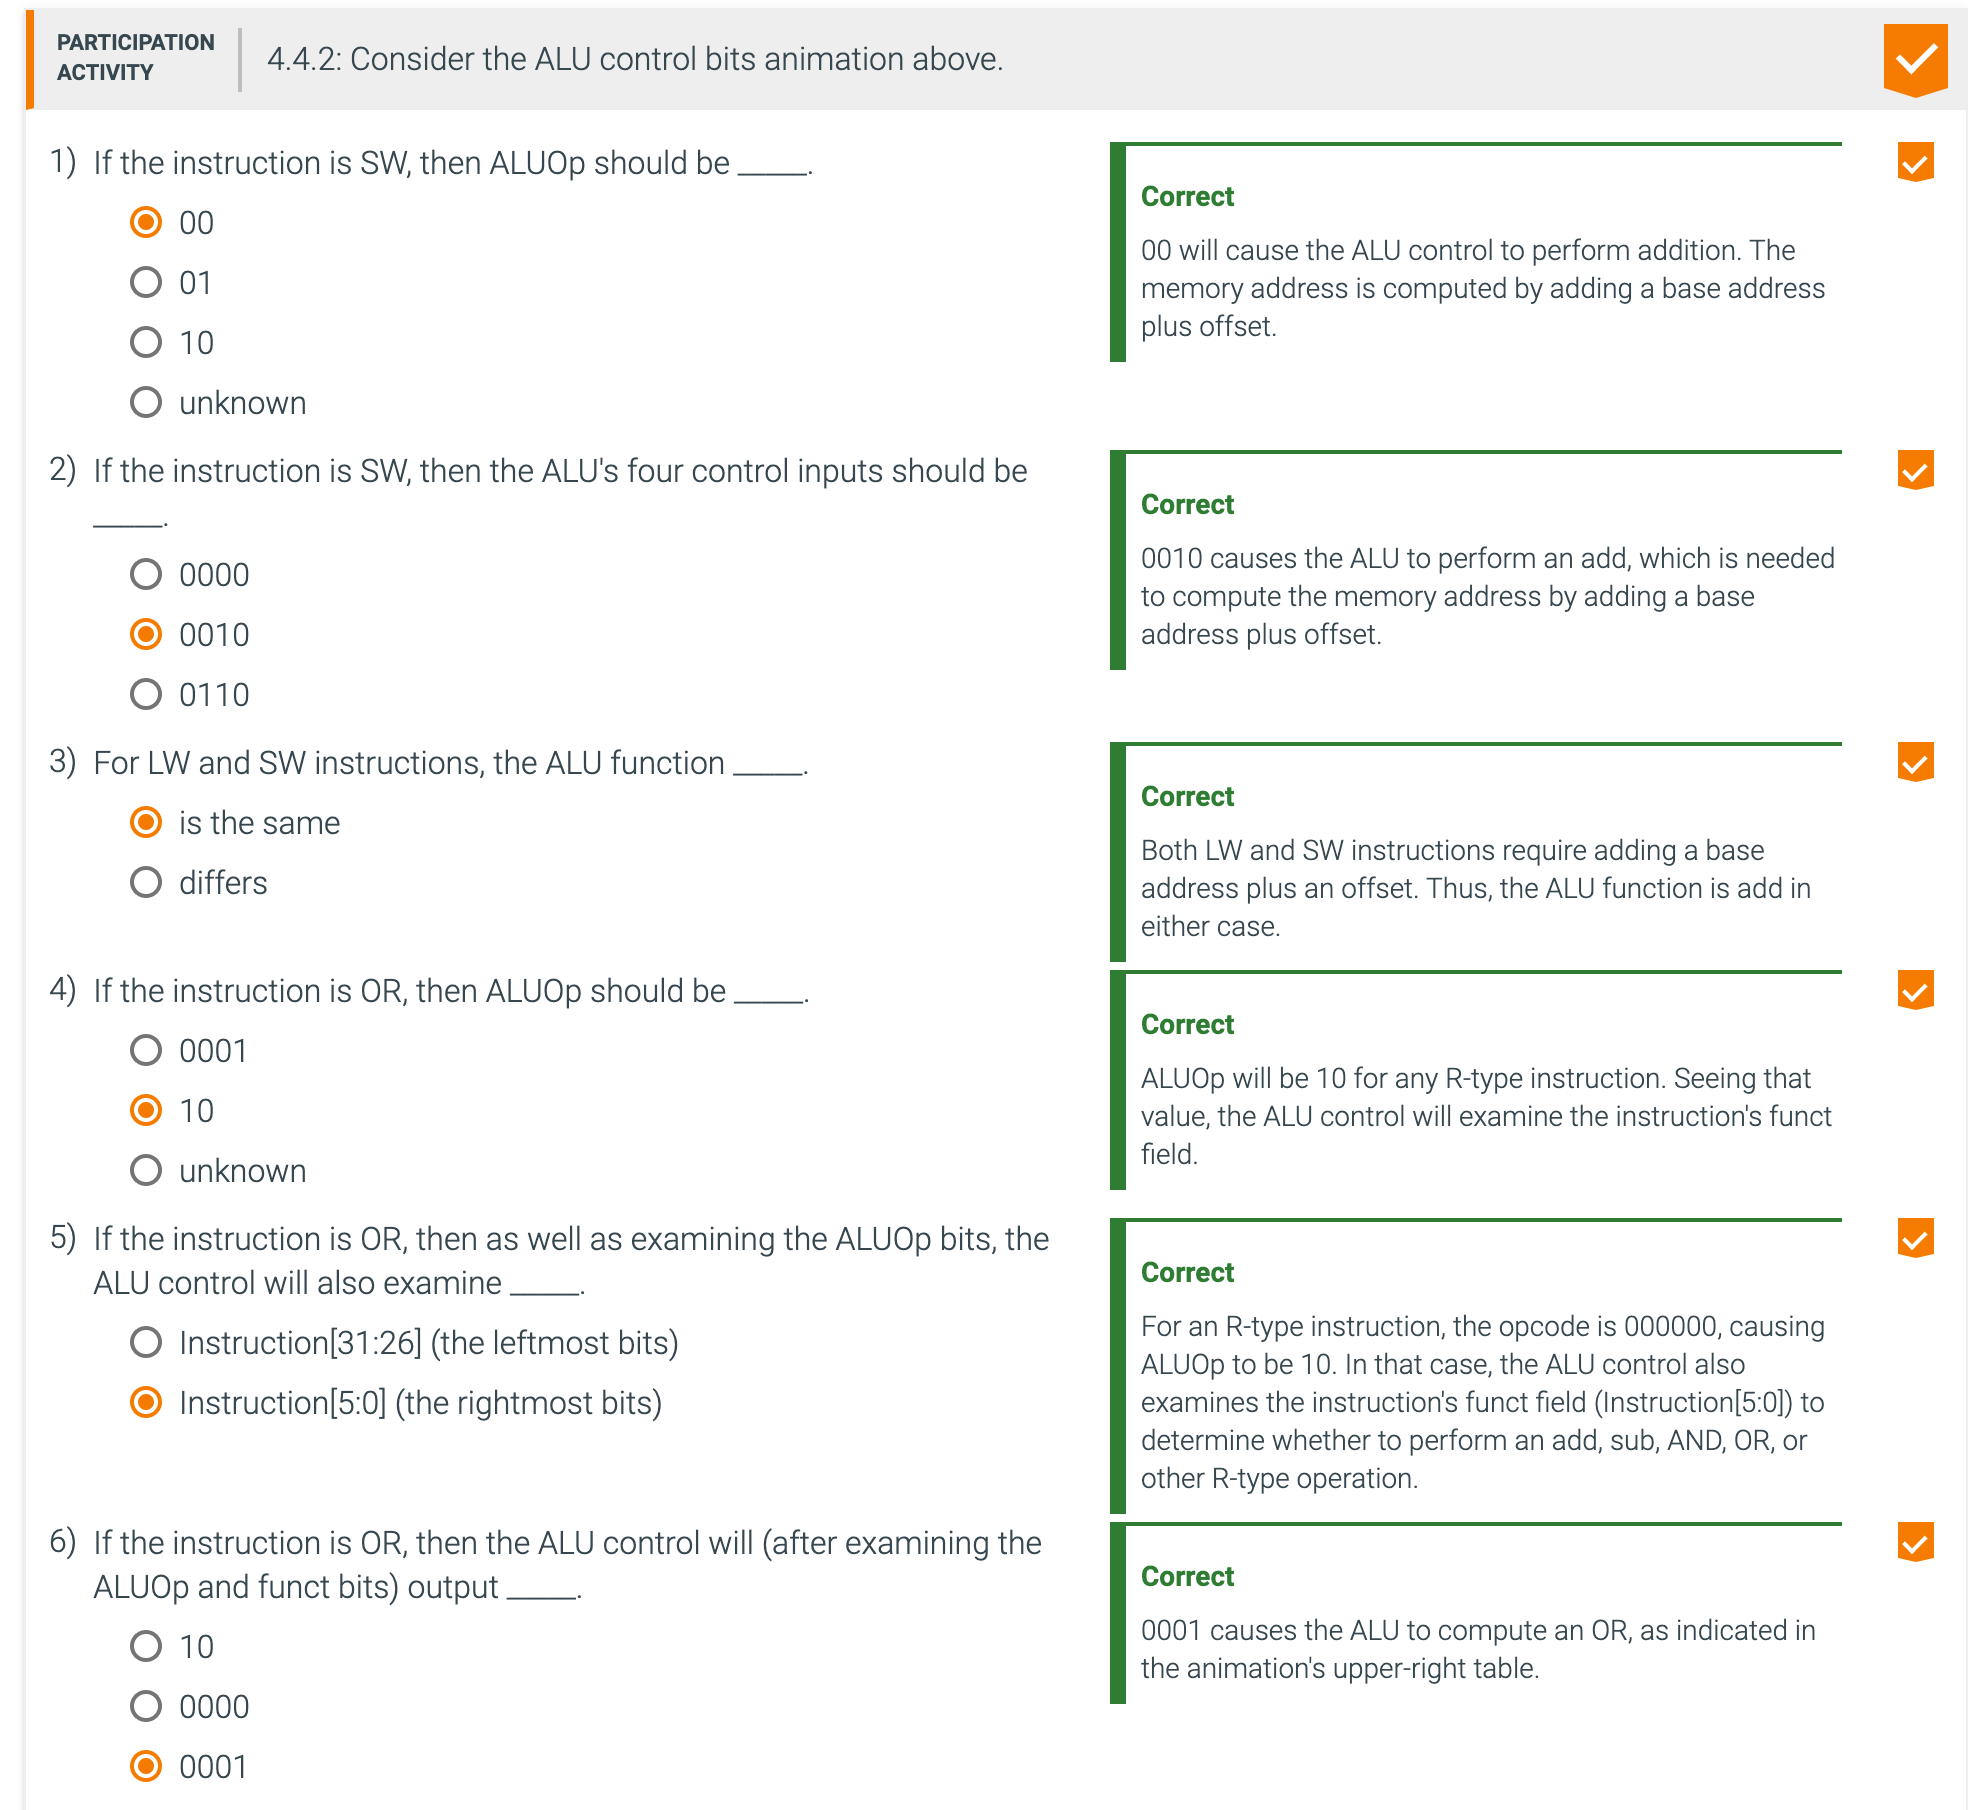 PARTICIPATION
ACTIVITY
4.4.2: Consider the ALU control bits animation above.
1) If the instruction is SW, then ALUOp should be _____.
00
01
10
unknown
Correct
00 will cause the ALU control to perform addition. The
memory address is computed by adding a base address
plus offset.
2) If the instruction is SW, then the ALU's four control inputs should be
_____.
0000
0010
0110
Correct
0010 causes the ALU to perform an add, which is needed
to compute the memory address by adding a base
address plus offset.
3) For LW and SW instructions, the ALU function _____.
is the same
differs
Correct
Both LW and SW instructions require adding a base
address plus an offset. Thus, the ALU function is add in
either case.
4) If the instruction is OR, then ALUOp should be _____.
0001
10
unknown
Correct
ALUOp will be 10 for any R-type instruction. Seeing that
value, the ALU control will examine the instruction's funct
field.
5) If the instruction is OR, then as well as examining the ALUOp bits, the
ALU control will also examine _____.
Instruction[31:26] (the leftmost bits)
Instruction[5:0] (the rightmost bits)
Correct
For an R-type instruction, the opcode is 000000, causing
ALUOp to be 10. In that case, the ALU control also
examines the instruction's funct field (Instruction[5:0]) to
determine whether to perform an add, sub, AND, OR, or
other R-type operation.
6) If the instruction is OR, then the ALU control will (after examining the
ALUOp and funct bits) output _____.
10
0000
0001
Correct
0001 causes the ALU to compute an OR, as indicated in
the animation's upper-right table.